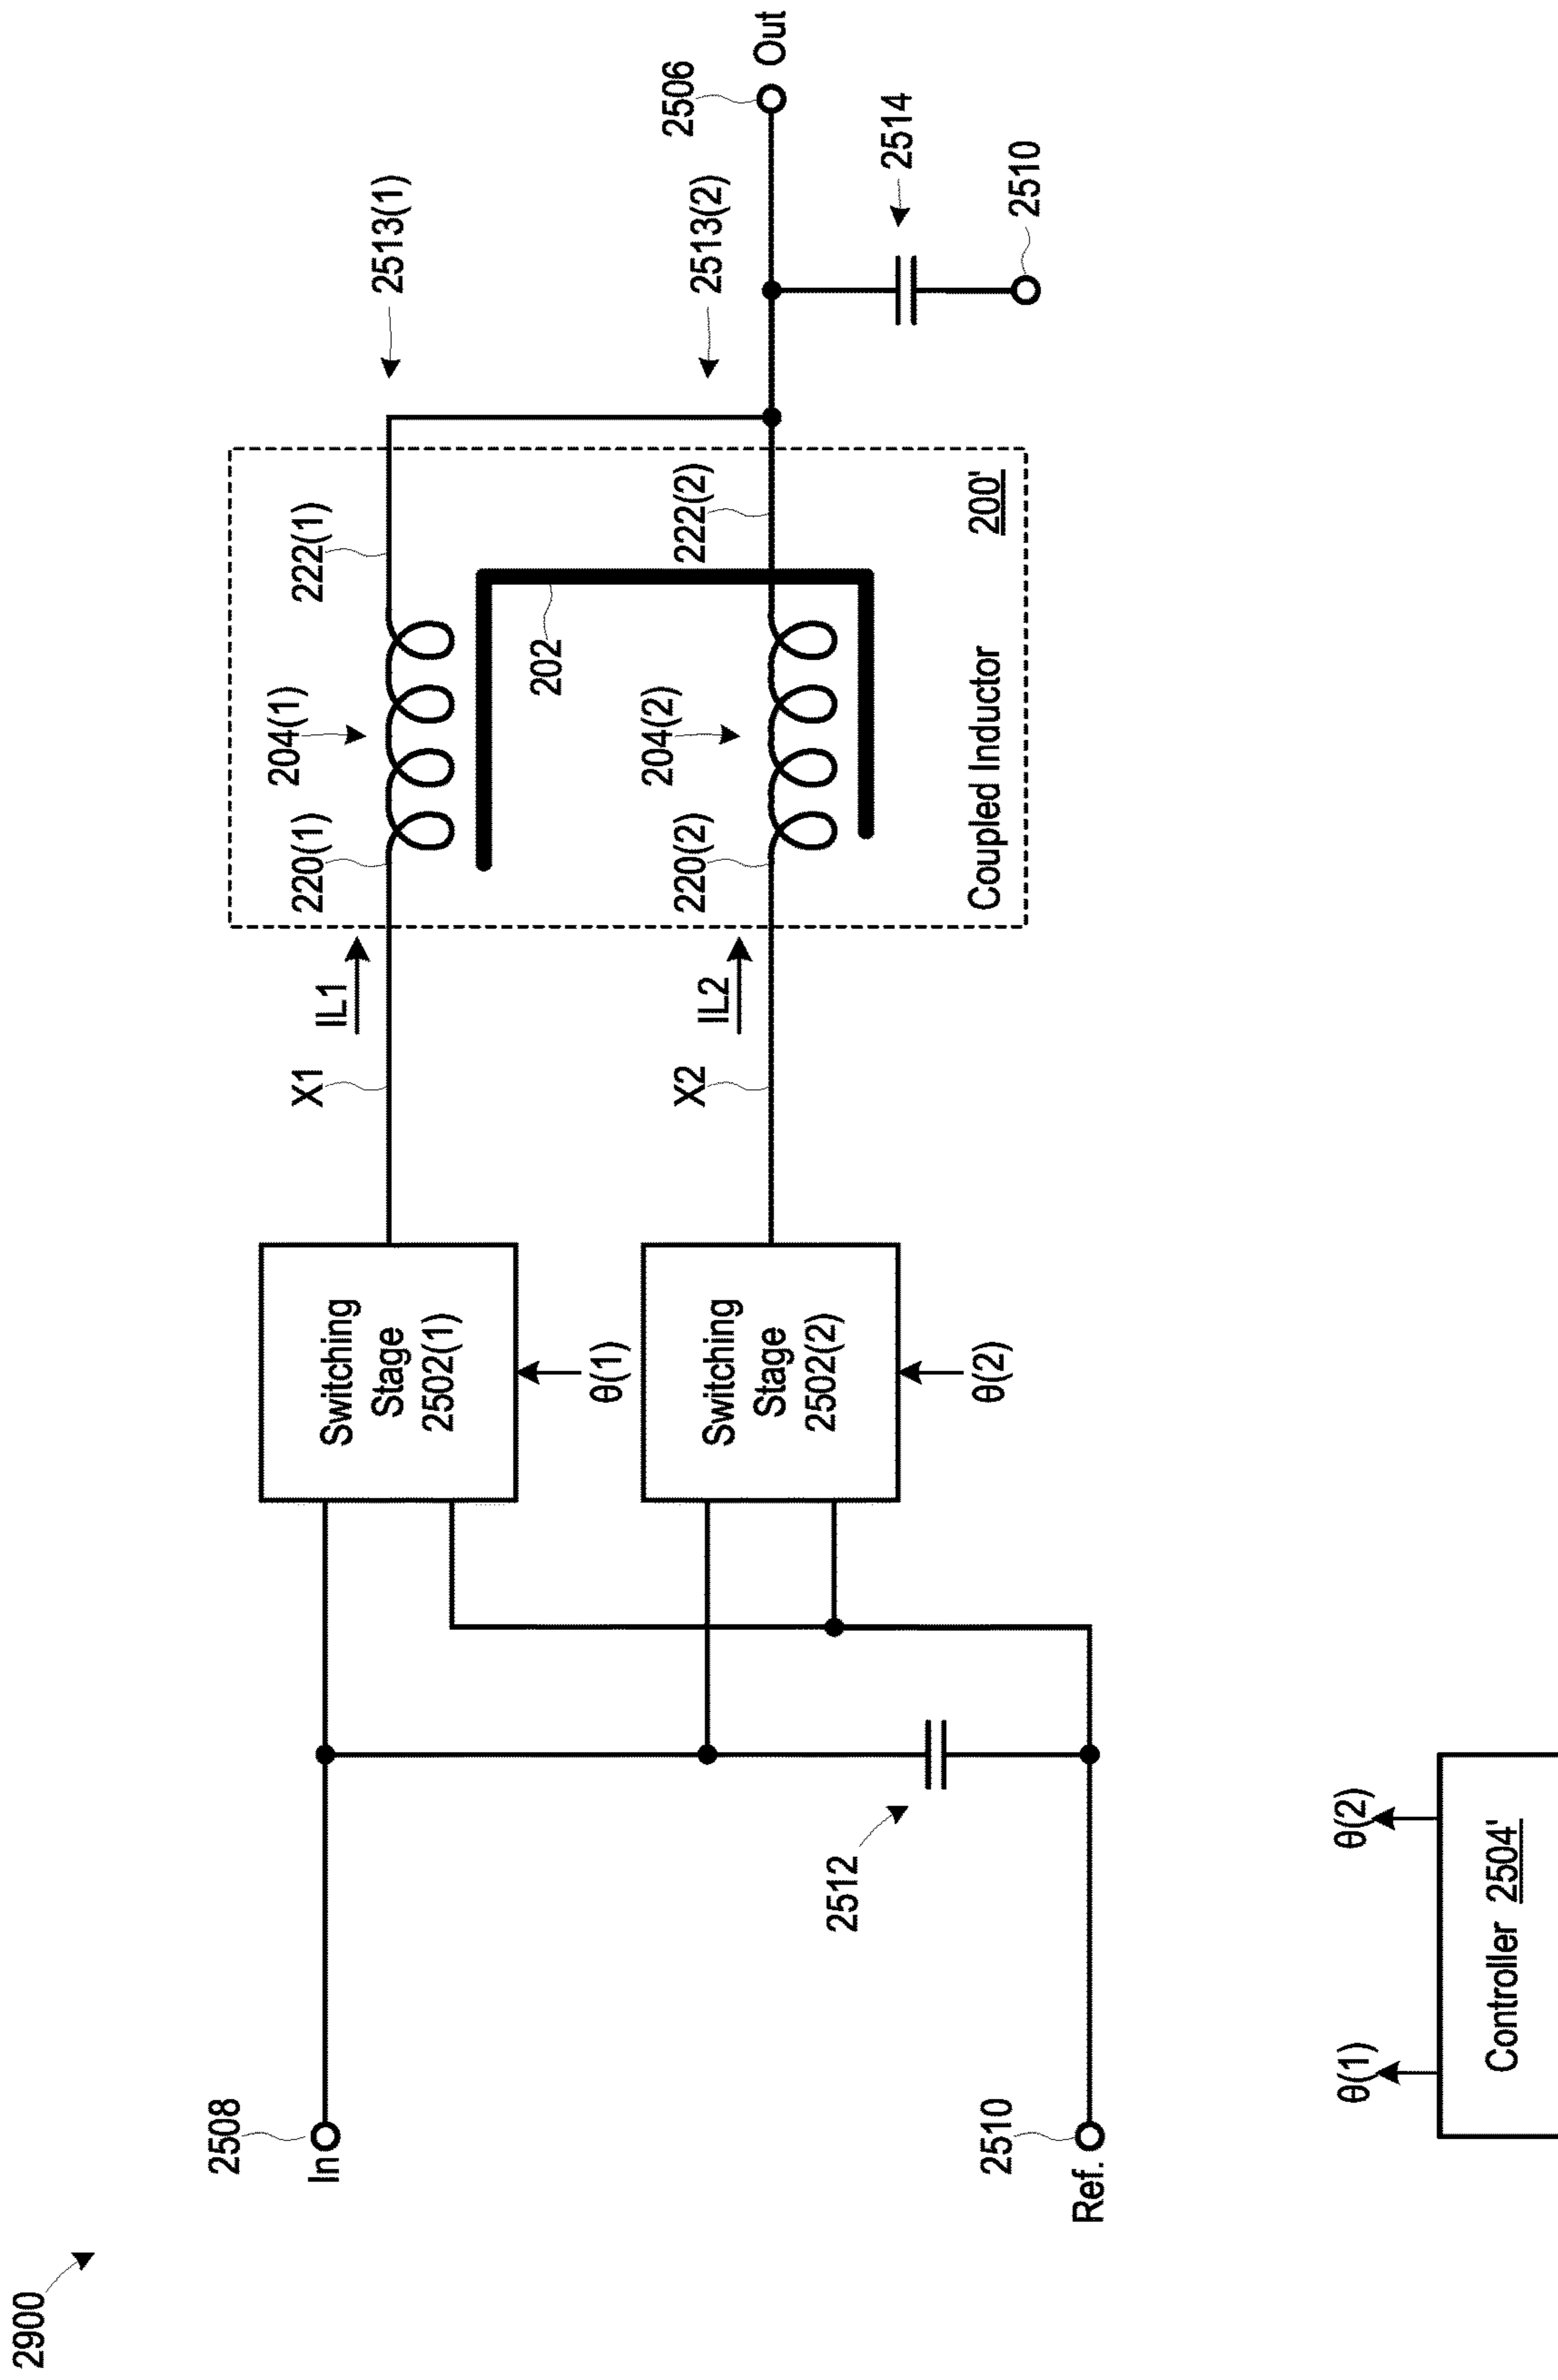 2900
2508
In
2510
Ref.
2512
Switching
Stage
2502(1)
θ(1)
Switching
Stage
2502(2)
θ(2)
X1
IL1
X2
IL2
220(1)
204(1)
222(1)
202
220(2)
204(2)
222(2)
Coupled Inductor
200'
2513(1)
2513(2)
2506
Out
2514
2510
θ(1)
θ(2)
Controller 2504'